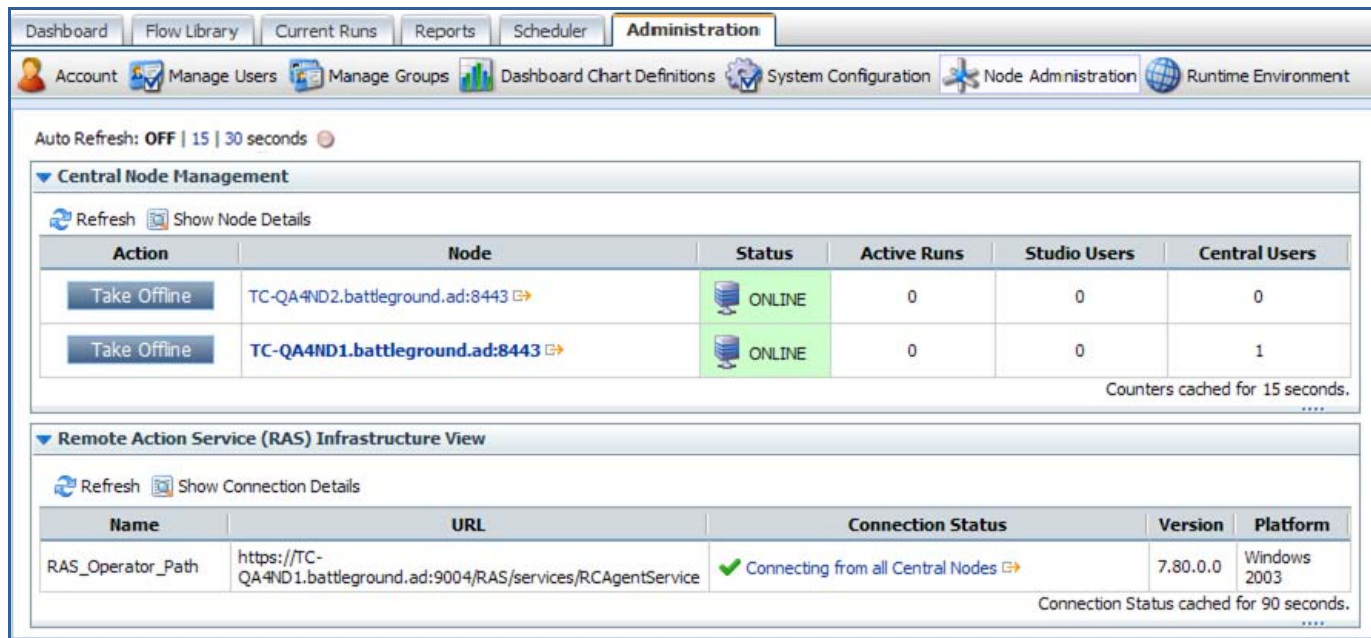 Dashboard Flow Library Current Runs Reports Scheduler Administration
Account Manage Users Manage Groups Dashboard Chart Definitions System Configuration Node Administration Runtime Environment
Auto Refresh: OFF | 15 | 30 seconds
Central Node Management
Refresh Show Node Details
Action Node Status Active Runs Studio Users Central Users
Take Offline TC-QA4ND2.battleground.ad:8443 ONLINE 0 0 0
Take Offline TC-QA4ND1.battleground.ad:8443 ONLINE 0 0 1
Counters cached for 15 seconds.
Remote Action Service (RAS) Infrastructure View
Refresh Show Connection Details
Name URL Connection Status Version Platform
RAS_Operator_Path https://TC-
QA4ND1.battleground.ad:9004/RAS/services/RCAgentService Connecting from all Central Nodes 7.80.0.0 Windows
2003
Connection Status cached for 90 seconds.